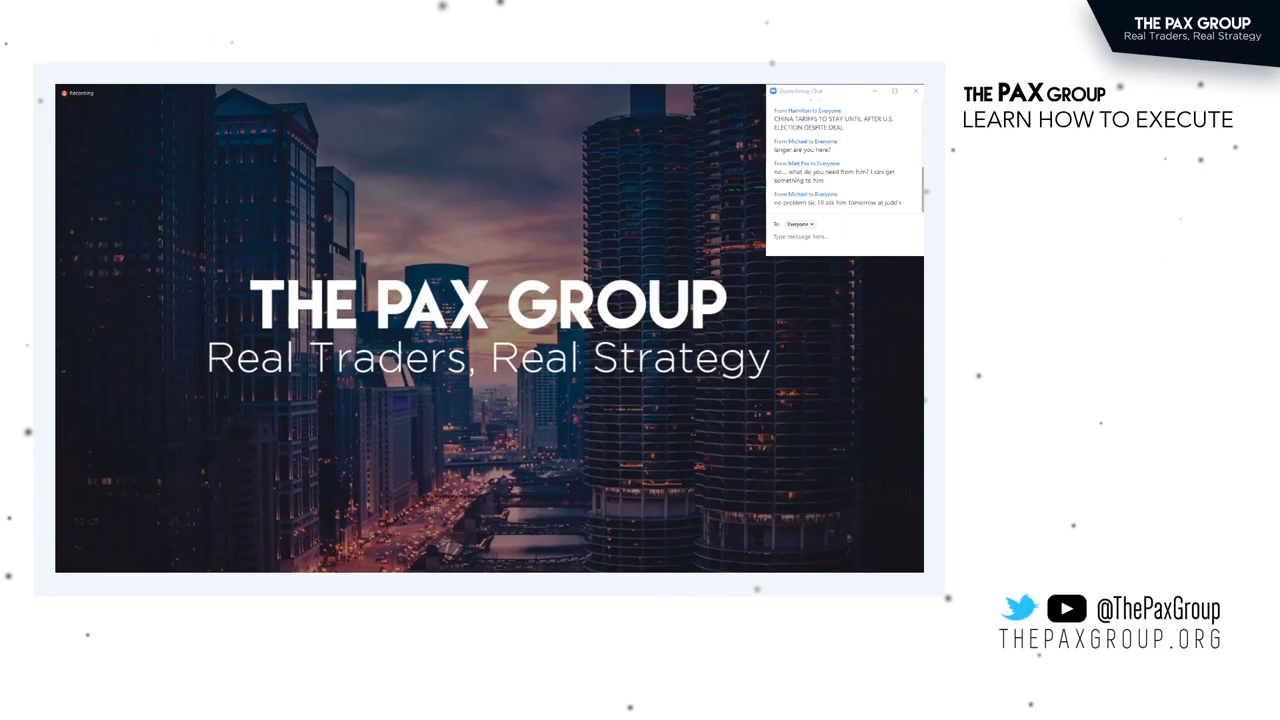 THE PAX GROUP
Real Traders, Real Strategy
THE PAX GROUP
LEARN HOW TO EXECUTE
Recording
Zoom Group Chat
From Hamilton to Everyone:
CHINA TARIFFS TO STAY UNTIL AFTER U.S.
ELECTION DESPITE DEAL
From Michael to Everyone:
langer are you here?
From Matt Pax to Everyone:
no... what do you need from him? I can get
something to him
From Michael to Everyone:
no problem sir. I'll ask him tomorrow at judd's
To: Everyone
Type message here...
THE PAX GROUP
Real Traders, Real Strategy
@ThePaxGroup
THEPAXGROUP.ORG